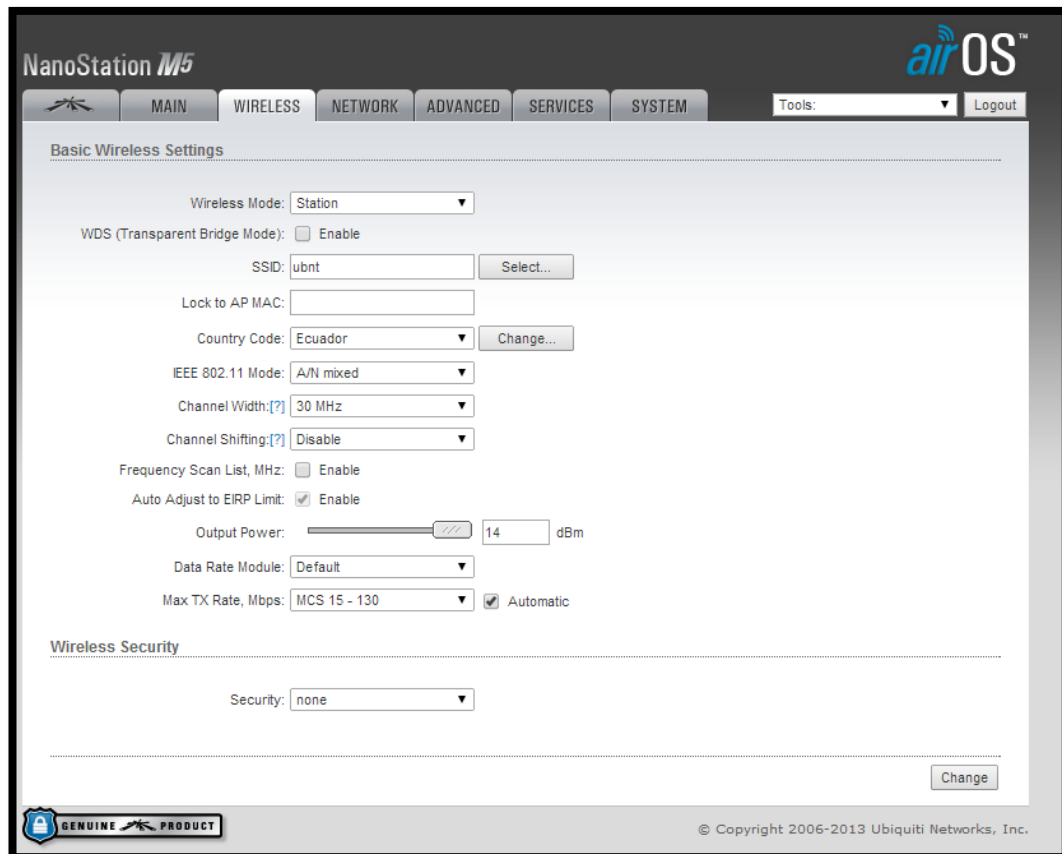 NanoStation M5
airOS™
MAIN WIRELESS NETWORK ADVANCED SERVICES SYSTEM Tools: Logout
Basic Wireless Settings
Wireless Mode: Station
WDS (Transparent Bridge Mode): Enable
SSID: ubnt Select...
Lock to AP MAC:
Country Code: Ecuador Change...
IEEE 802.11 Mode: A/N mixed
Channel Width:[?] 30 MHz
Channel Shifting:[?] Disable
Frequency Scan List, MHz: Enable
Auto Adjust to EIRP Limit: Enable
Output Power: 14 dBm
Data Rate Module: Default
Max TX Rate, Mbps: MCS 15 - 130 Automatic
Wireless Security
Security: none
Change
GENUINE PRODUCT
© Copyright 2006-2013 Ubiquiti Networks, Inc.